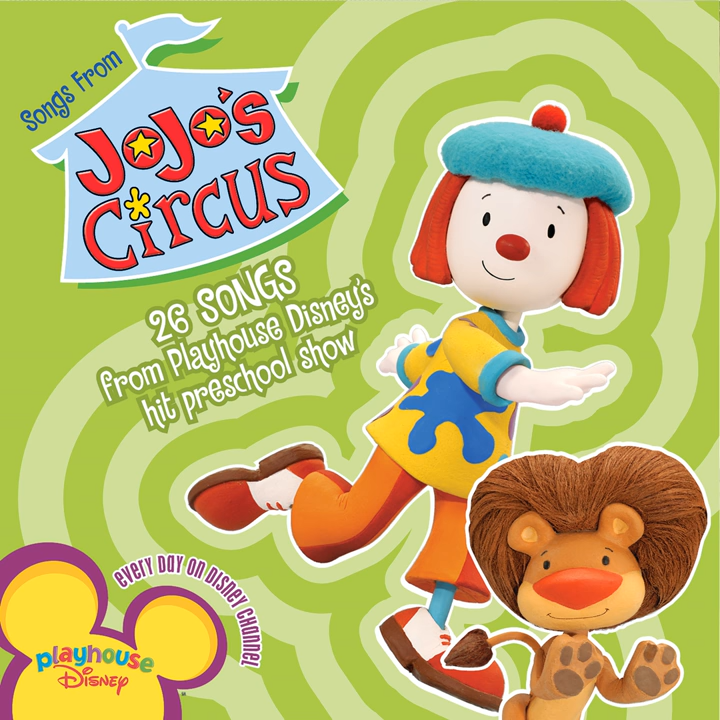 Songs From
JoJo's
Circus
26 SONGS
from Playhouse Disney's
hit preschool show
EVERY DAY ON DISNEY CHANNEL
playhouse
Disney